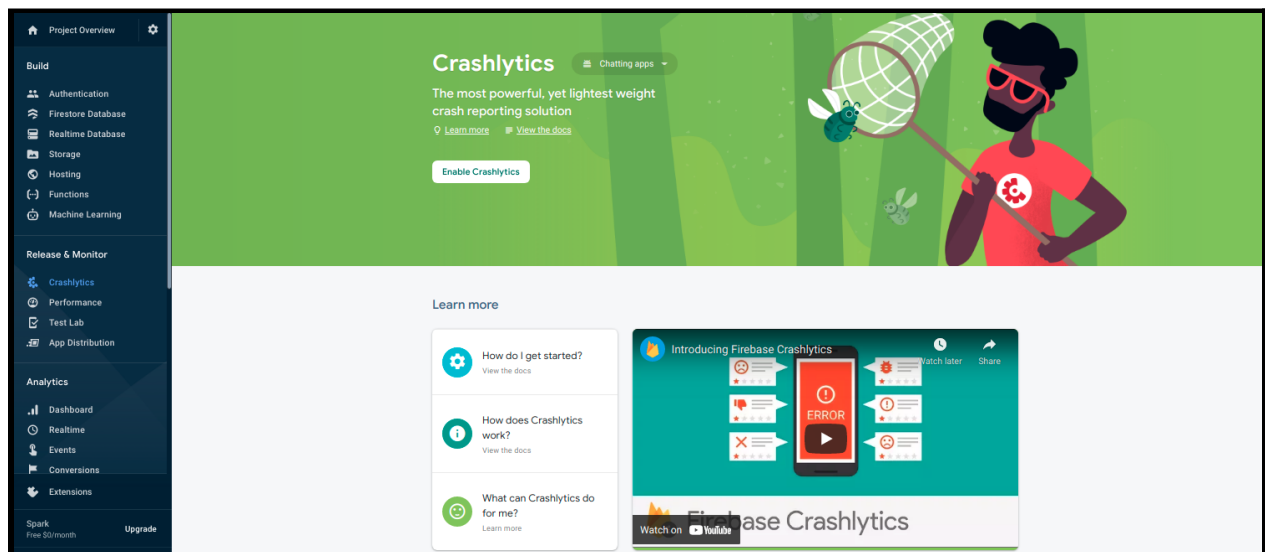 Project Overview
Build
Authentication
Firestore Database
Realtime Database
Storage
Hosting
Functions
Machine Learning
Release & Monitor
Crashlytics
Performance
Test Lab
App Distribution
Analytics
Dashboard
Realtime
Events
Conversions
Extensions
Spark
Free $0/month
Upgrade
Crashlytics
Chatting apps
The most powerful, yet lightest weight
crash reporting solution
Learn more
View the docs
Enable Crashlytics
Learn more
How do I get started?
View the docs
How does Crashlytics
work?
View the docs
What can Crashlytics do
for me?
Learn more
Introducing Firebase Crashlytics
Watch later
Share
ERROR
Firebase Crashlytics
Watch on YouTube